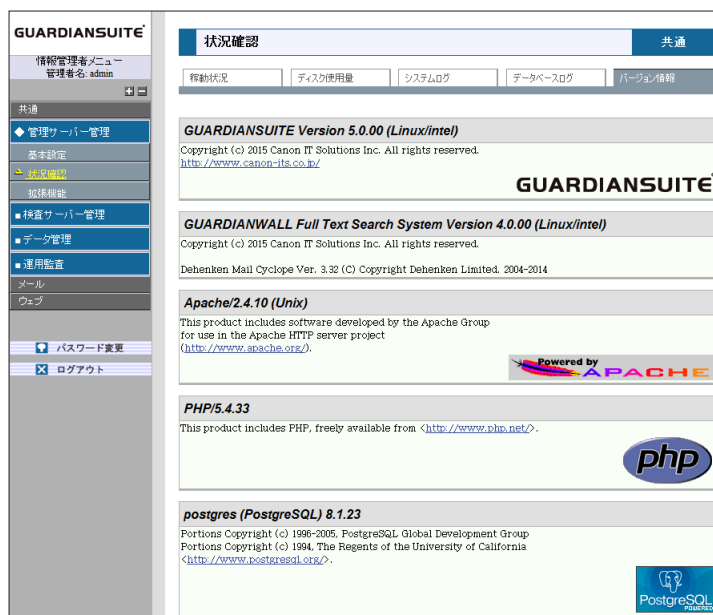 GUARDIANSUITE
情報管理者メニュー
管理者名: admin
共通
◆ 管理サーバー管理
基本設定
状況確認
拡張機能
■検査サーバー管理
■データ管理
■運用監査
メール
ウェブ
パスワード変更
ログアウト
状況確認
共通
稼動状況
ディスク使用量
システムログ
データベースログ
バージョン情報
GUARDIANSUITE Version 5.0.00 (Linux/intel)
Copyright (c) 2015 Canon IT Solutions Inc. All rights reserved.
http://www.canon-its.co.jp/
GUARDIANSUITE
GUARDIANWALL Full Text Search System Version 4.0.00 (Linux/intel)
Copyright (c) 2015 Canon IT Solutions Inc. All rights reserved.
Dehenken Mail Cyclope Ver. 3.32 (C) Copyright Dehenken Limited. 2004-2014
Apache/2.4.10 (Unix)
This product includes software developed by the Apache Group
for use in the Apache HTTP server project
(http://www.apache.org/).
Powered by
APACHE
PHP/5.4.33
This product includes PHP, freely available from <http://www.php.net/>.
php
postgres (PostgreSQL) 8.1.23
Portions Copyright (c) 1996-2005, PostgreSQL Global Development Group
Portions Copyright (c) 1994, The Regents of the University of California
<http://www.postgresql.org/>.
PostgreSQL
POWERED